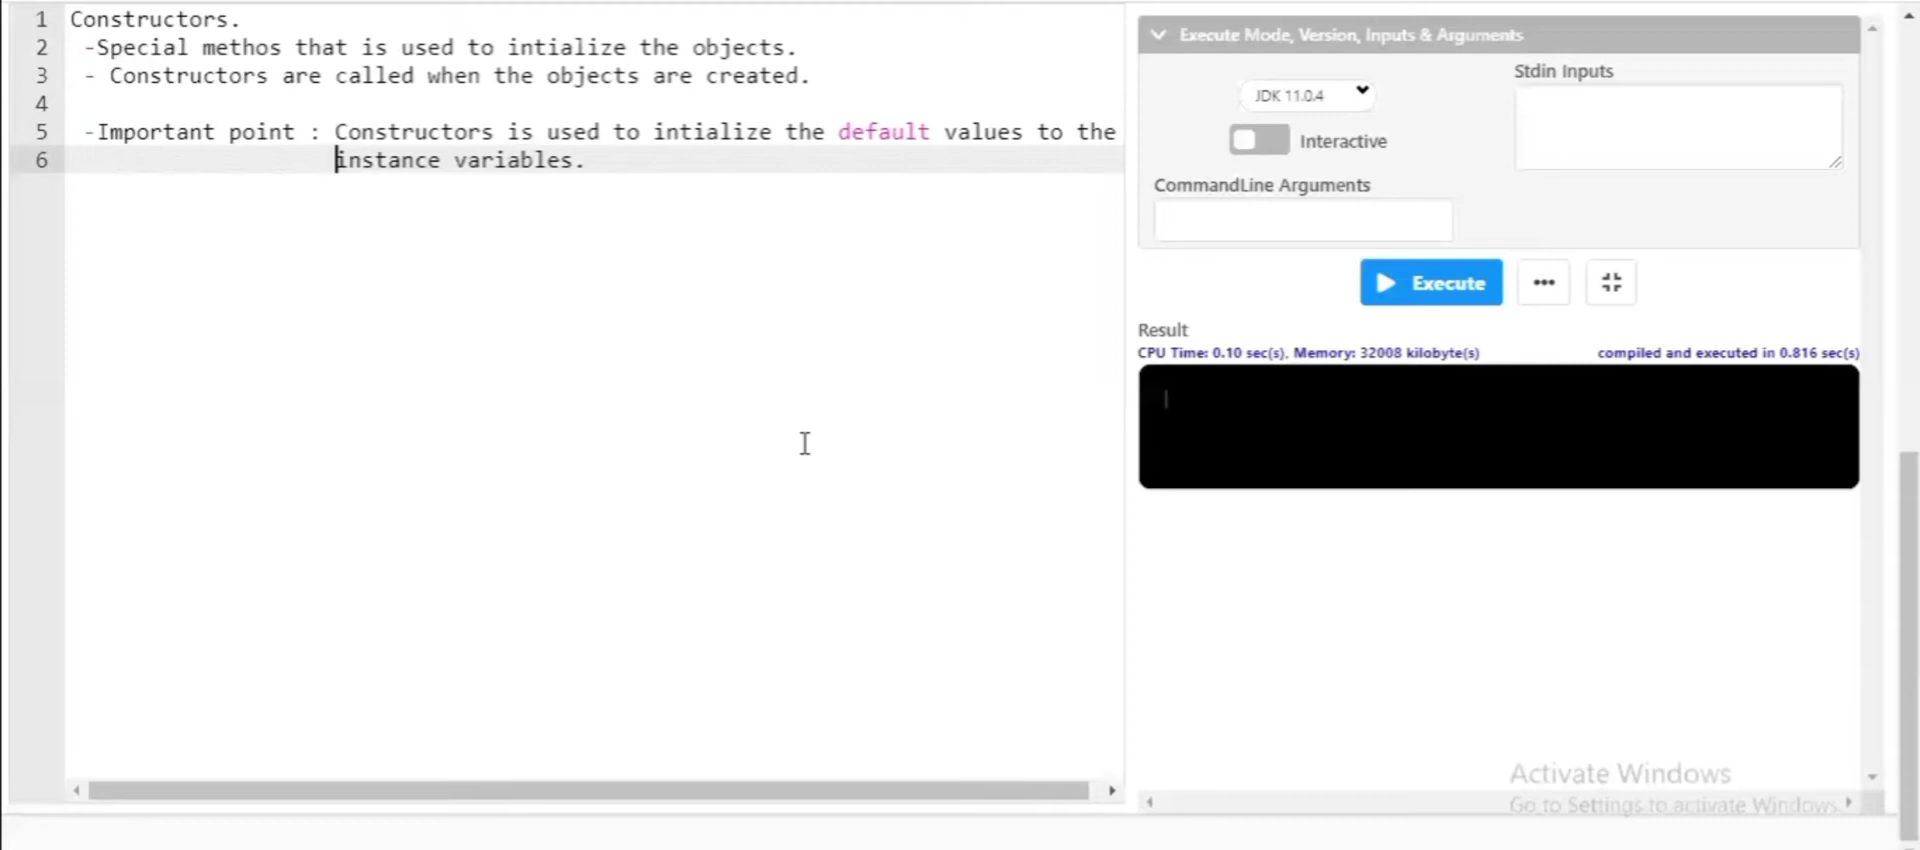 1 Constructors.
2 -Special methos that is used to intialize the objects.
3 - Constructors are called when the objects are created.
4
5 -Important point : Constructors is used to intialize the default values to the
6 instance variables.
Execute Mode, Version, Inputs & Arguments
JDK 11.0.4
Stdin Inputs
Interactive
CommandLine Arguments
Execute
•••
Result
CPU Time: 0.10 sec(s), Memory: 32008 kilobyte(s)
compiled and executed in 0.816 sec(s)
Activate Windows
Go to Settings to activate Windows.